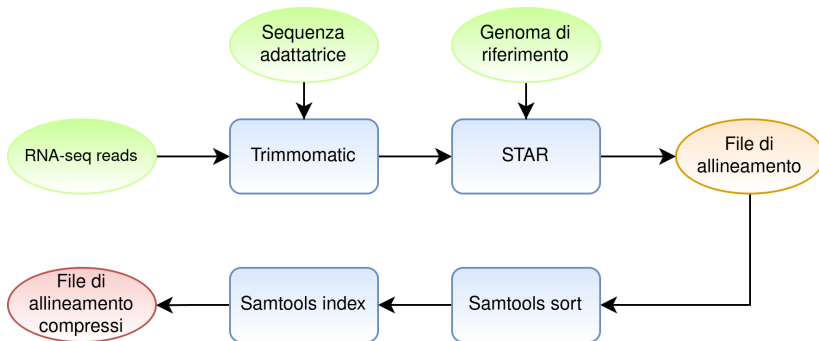 Sequenza
adattatrice
Genoma di
riferimento
RNA-seq reads
Trimmomatic
STAR
File di
allineamento
File di
allineamento
compressi
Samtools index
Samtools sort